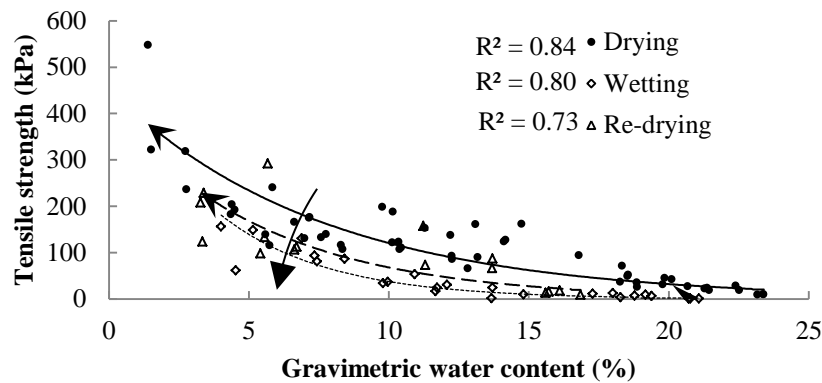 600
500
400
300
200
100
0
Tensile strength (kPa)
R² = 0.84 Drying
R² = 0.80 Wetting
R² = 0.73 Re-drying
0 5 10 15 20 25
Gravimetric water content (%)